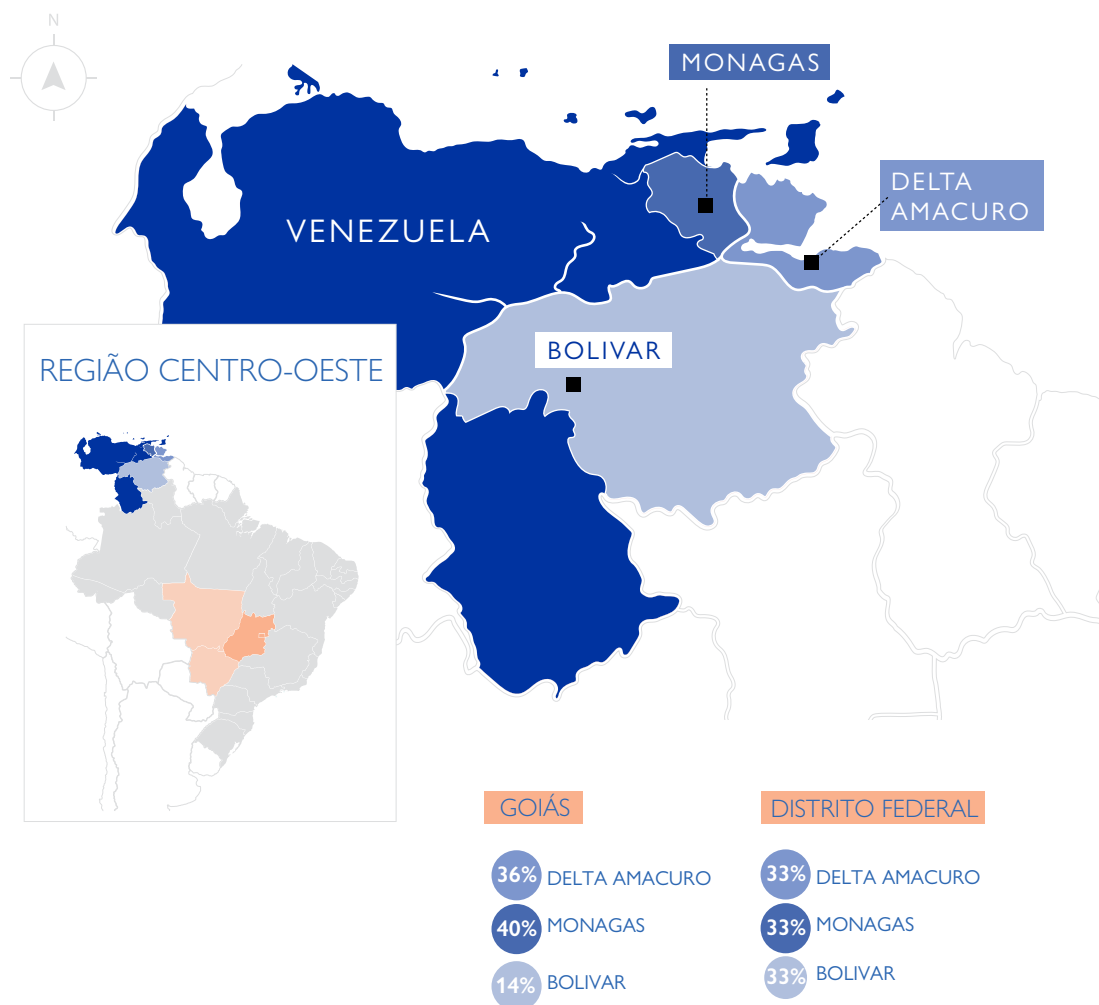 N
MONAGAS
DELTA
AMACURO
VENEZUELA
BOLIVAR
REGIÃO CENTRO-OESTE
GOIÁS
36% DELTA AMACURO
40% MONAGAS
14% BOLIVAR
DISTRITO FEDERAL
33% DELTA AMACURO
33% MONAGAS
33% BOLIVAR